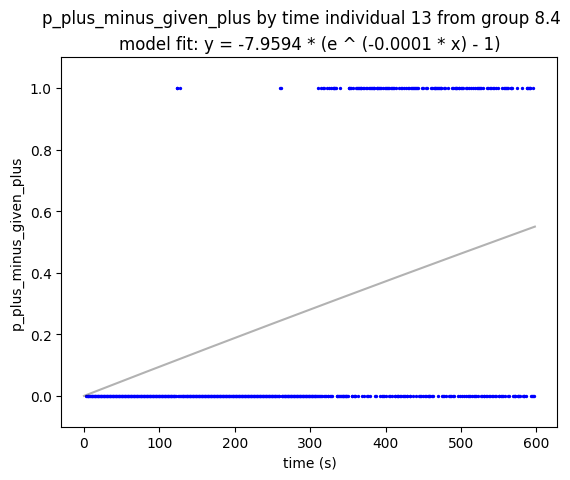 p_plus_minus_given_plus by time individual 13 from group 8.4
model fit: y = -7.9594 * (e ^ (-0.0001 * x) - 1)
1.0
0.8
0.6
0.4
0.2
0.0
p_plus_minus_given_plus
0 100 200 300 400 500 600
time (s)